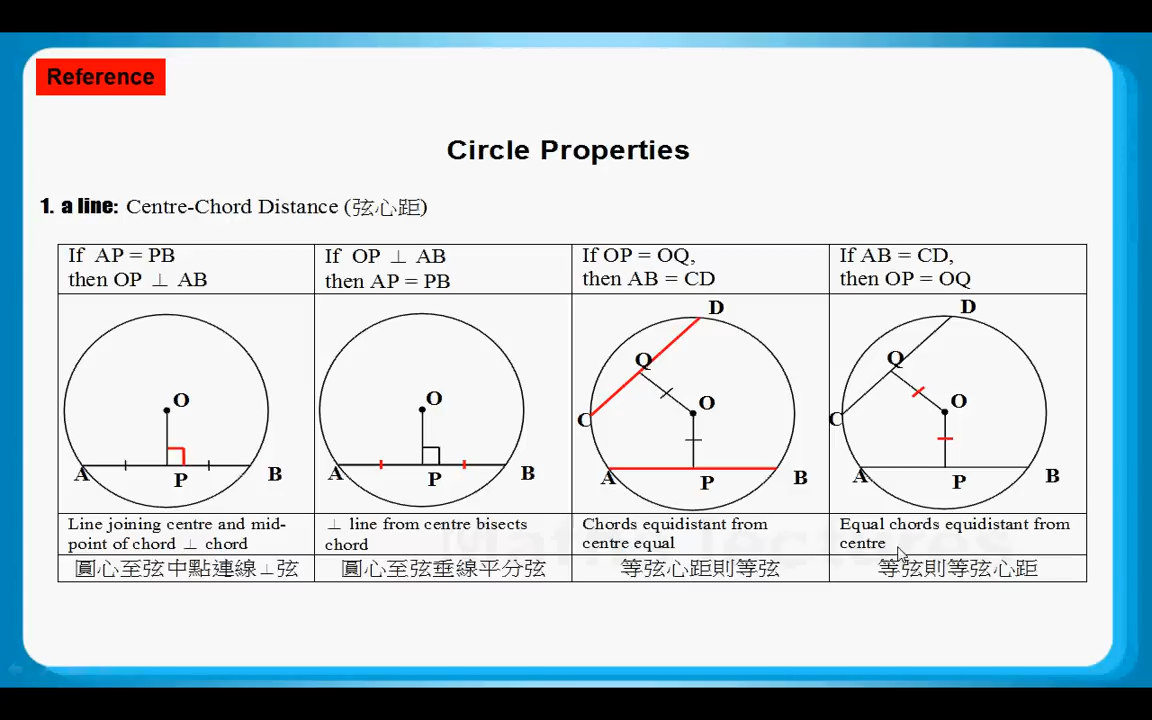 Reference
Circle Properties
1. a line: Centre-Chord Distance (弦心距)
If AP = PB
then OP ⊥ AB
If OP ⊥ AB
then AP = PB
If OP = OQ,
then AB = CD
If AB = CD,
then OP = OQ
O
A
P
B
O
A
P
B
D
Q
O
C
A
P
B
D
Q
O
C
A
P
B
Line joining centre and mid-
point of chord ⊥ chord
⊥ line from centre bisects
chord
Chords equidistant from
centre equal
Equal chords equidistant from
centre
圓心至弦中點連線⊥弦
圓心至弦垂線平分弦
等弦心距則等弦
等弦則等弦心距